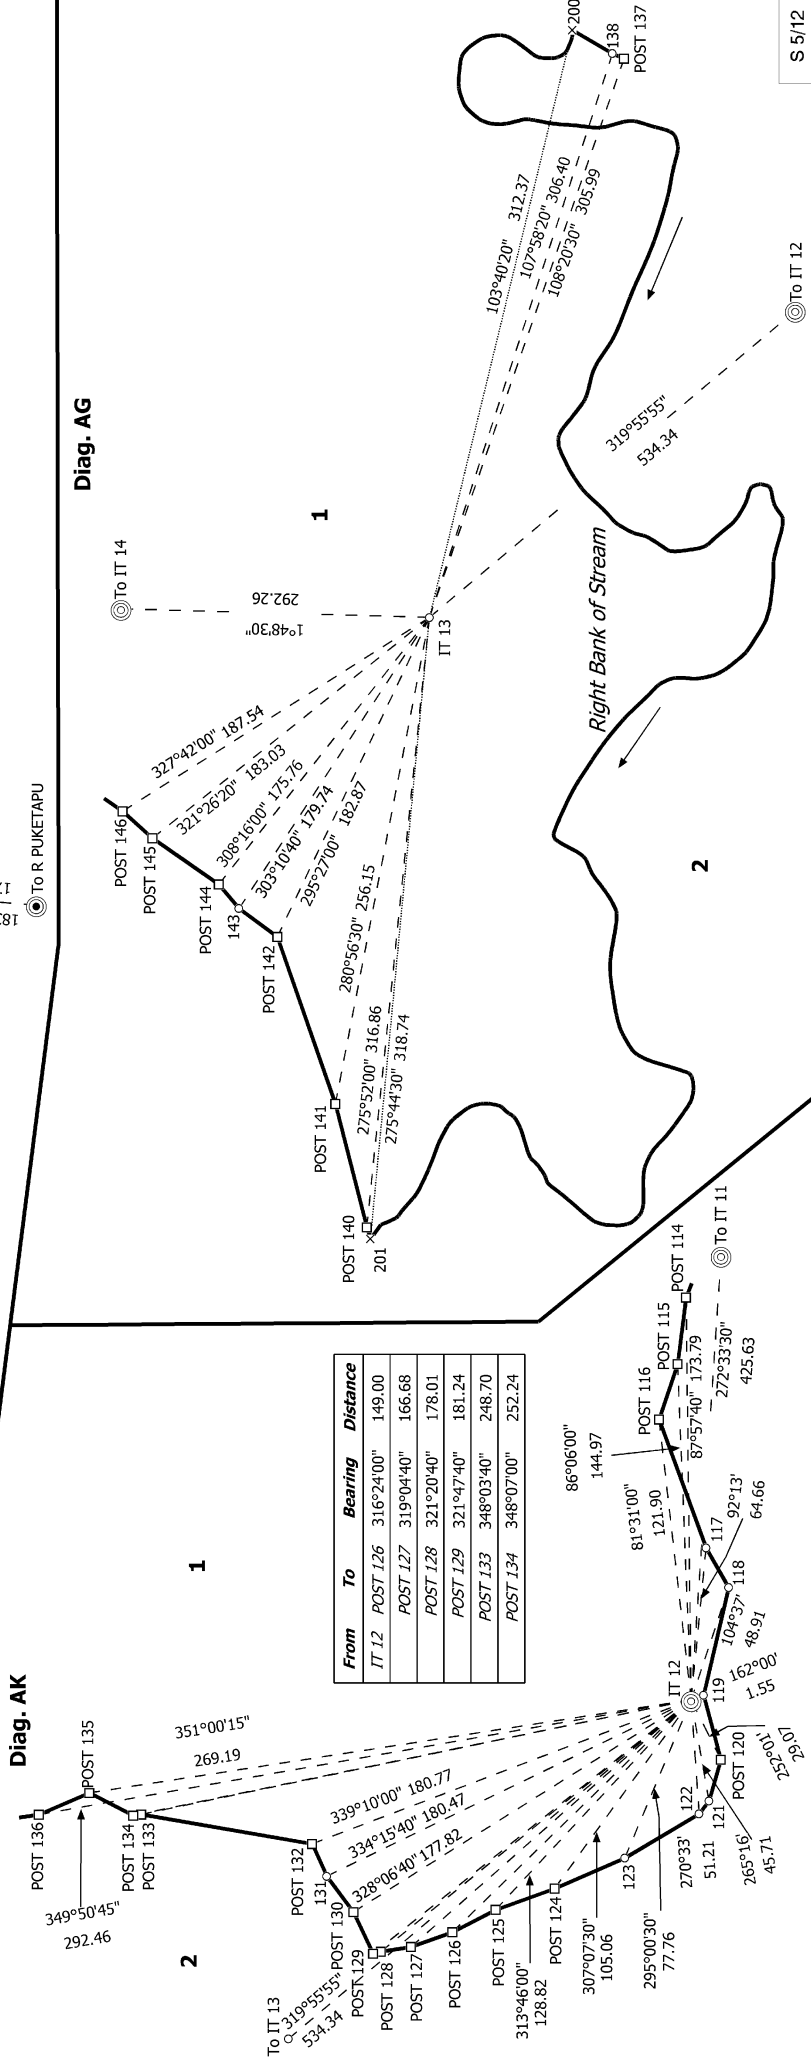 S 5/12
Diag. AG
1
To IT 14
292.26
1°48'30"
IT 13
To R PUKETAPU
POST 146
POST 145
POST 144
143
POST 142
POST 141
POST 140
201
327°42'00" 187.54
321°26'20" 183.03
308°16'00" 175.76
303°10'40" 179.74
295°27'00" 182.87
280°56'30" 256.15
275°52'00" 316.86
275°44'30" 318.74
103°40'20" 312.37
107°58'20" 306.40
108°20'30" 305.99
200
138
POST 137
To IT 12
319°55'55"
534.34
Right Bank of Stream
2
Diag. AK
1
2
From To Bearing Distance
IT 12 POST 126 316°24'00" 149.00
POST 127 319°04'40" 166.68
POST 128 321°20'40" 178.01
POST 129 321°47'40" 181.24
POST 133 348°03'40" 248.70
POST 134 348°07'00" 252.24
POST 136
POST 135
POST 134
POST 133
351°00'15"
269.19
349°50'45"
292.46
POST 132
131
POST 130
POST 129
POST 128
POST 127
POST 126
POST 125
POST 124
123
122
121
POST 120
119
118
117
POST 116
POST 115
POST 114
To IT 11
IT 12
339°10'00" 180.77
334°15'40" 180.47
328°06'40" 177.82
To IT 13
319°55'55"
534.34
313°46'00"
128.82
307°07'30"
105.06
295°00'30"
77.76
270°33'
51.21
265°16'
45.71
252°01'
29.07
162°00'
1.55
104°37'
48.91
92°13'
64.66
81°31'00"
121.90
86°06'00"
144.97
87°57'40" 173.79
272°33'30"
425.63